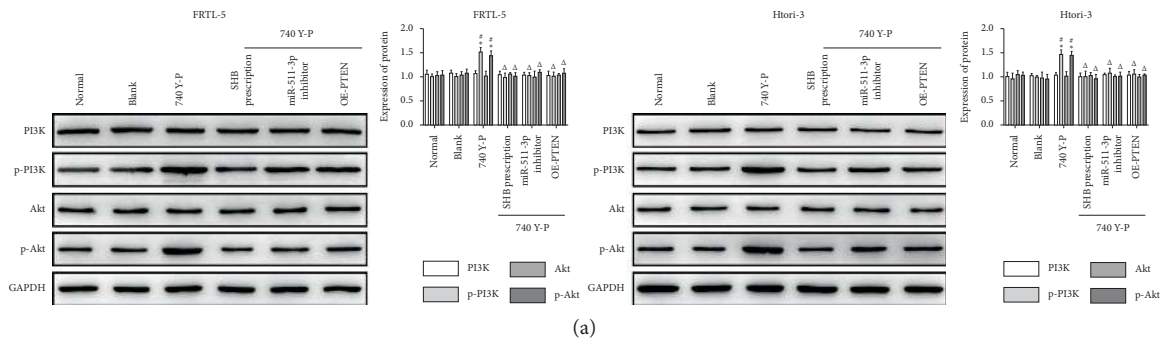 FRTL-5
740 Y-P
Normal
Blank
740 Y-P
SHB
prescription
miR-511-3p
inhibitor
OE-PTEN
PI3K
p-PI3K
Akt
p-Akt
GAPDH
FRTL-5
Expression of protein
2.0
1.5
1.0
0.5
0.0
# #
* *
Δ Δ Δ Δ Δ Δ
Normal
Blank
740 Y-P
SHB prescription
miR-511-3p
inhibitor
OE-PTEN
740 Y-P
PI3K
Akt
p-PI3K
p-Akt
Htori-3
740 Y-P
Normal
Blank
740 Y-P
SHB
prescription
miR-511-3p
inhibitor
OE-PTEN
PI3K
p-PI3K
Akt
p-Akt
GAPDH
Htori-3
Expression of protein
2.0
1.5
1.0
0.5
0.0
# #
* *
Δ Δ Δ Δ Δ Δ
Normal
Blank
740 Y-P
SHB prescription
miR-511-3p
inhibitor
OE-PTEN
740 Y-P
PI3K
Akt
p-PI3K
p-Akt
(a)